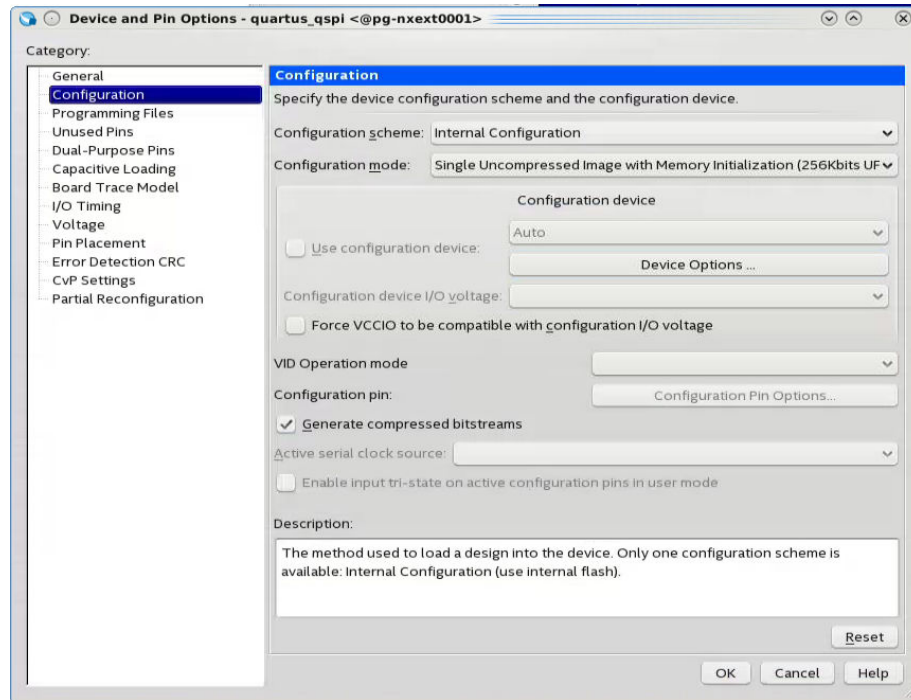 Device and Pin Options - quartus_qspi <@pg-nxext0001>
Category:
General
Configuration
Programming Files
Unused Pins
Dual-Purpose Pins
Capacitive Loading
Board Trace Model
I/O Timing
Voltage
Pin Placement
Error Detection CRC
CvP Settings
Partial Reconfiguration
Configuration
Specify the device configuration scheme and the configuration device.
Configuration scheme: Internal Configuration
Configuration mode: Single Uncompressed Image with Memory Initialization (256Kbits UF
Configuration device
Auto
Use configuration device:
Device Options ...
Configuration device I/O voltage:
Force VCCIO to be compatible with configuration I/O voltage
VID Operation mode
Configuration pin: Configuration Pin Options...
Generate compressed bitstreams
Active serial clock source:
Enable input tri-state on active configuration pins in user mode
Description:
The method used to load a design into the device. Only one configuration scheme is
available: Internal Configuration (use internal flash).
Reset
OK Cancel Help